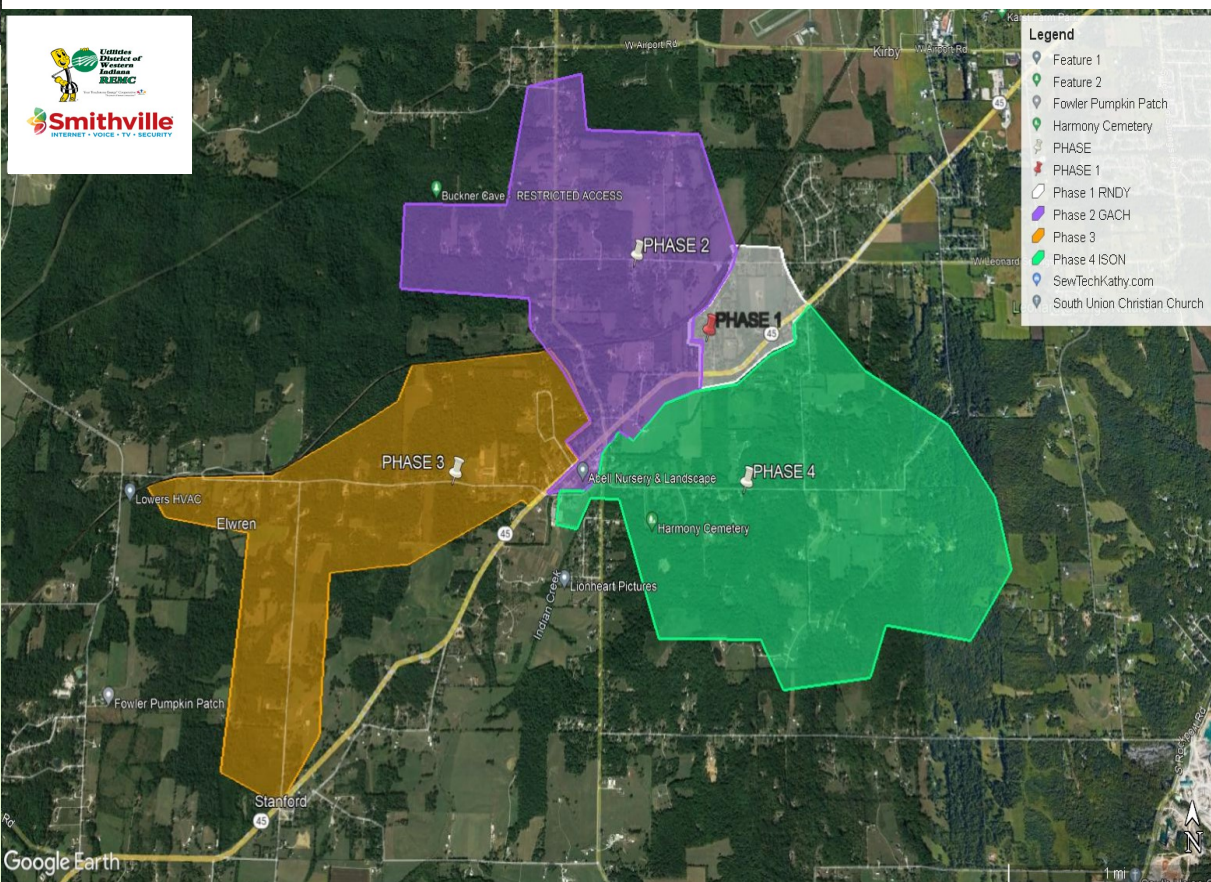 Utilities
District of
Western
Indiana
REMC
Smithville
INTERNET • VOICE • TV • SECURITY
W Airport Rd
Kirby
W Airport Rd
45
Legend
Feature 1
Feature 2
Fowler Pumpkin Patch
Harmony Cemetery
PHASE
PHASE 1
Phase 1 RNDY
Phase 2 GACH
Phase 3
Phase 4 ISON
SewTechKathy.com
South Union Christian Church
Buckner Cave RESTRICTED ACCESS
PHASE 2
W Leonard
PHASE 1
45
PHASE 3
Abell Nursery & Landscape
PHASE 4
Lowers HVAC
Elwren
Harmony Cemetery
45
Lionheart Pictures
Indian Creek
Fowler Pumpkin Patch
Stanford
45
Rd
Google Earth
1 mi
N